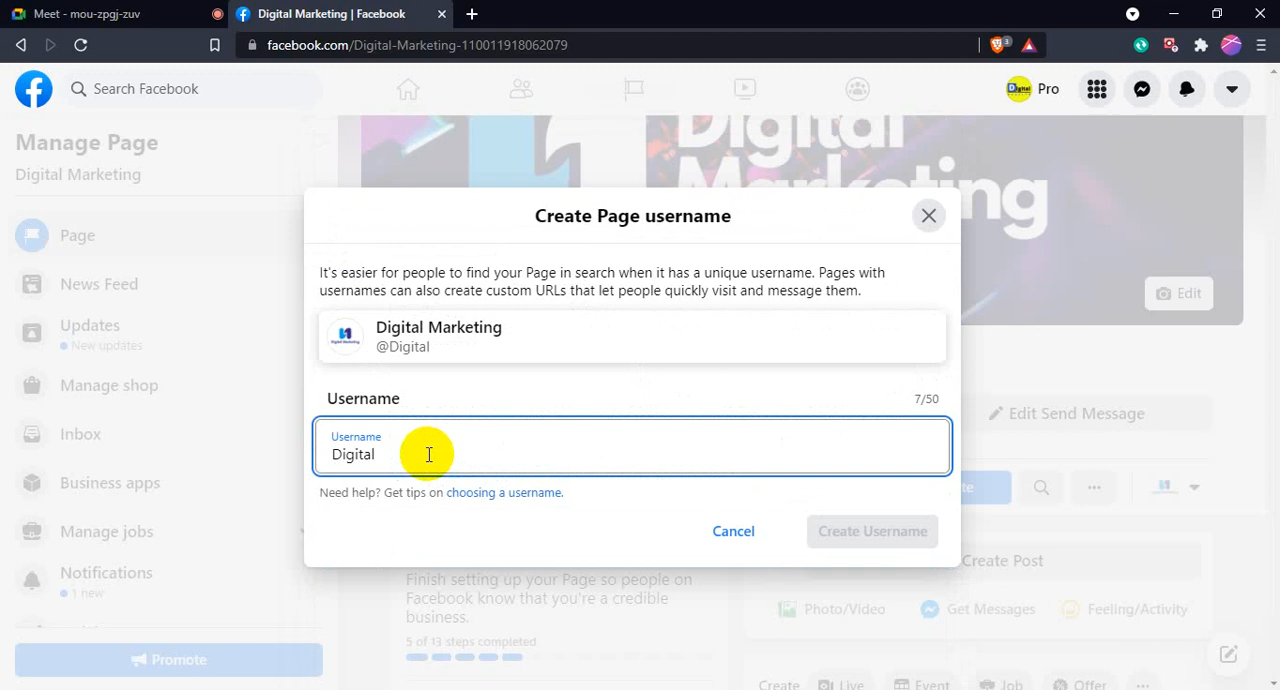 Meet - mou-zpgj-zuv
Digital Marketing | Facebook
facebook.com/Digital-Marketing-110011918062079
3
Search Facebook
Digital
Pro
Manage Page
Digital Marketing
Page
News Feed
Updates
New updates
Manage shop
Inbox
Business apps
Manage jobs
Notifications
1 new
Promote
Digital
Marketing
Edit
Create Page username
It's easier for people to find your Page in search when it has a unique username. Pages with
usernames can also create custom URLs that let people quickly visit and message them.
Digital Marketing
@Digital
Username
7/50
Username
Digital
Need help? Get tips on choosing a username.
Cancel
Create Username
Edit Send Message
Finish setting up your Page so people on
Facebook know that you're a credible
business.
5 of 13 steps completed
Create Post
Photo/Video
Get Messages
Feeling/Activity
Create
Live
Event
Job
Offer